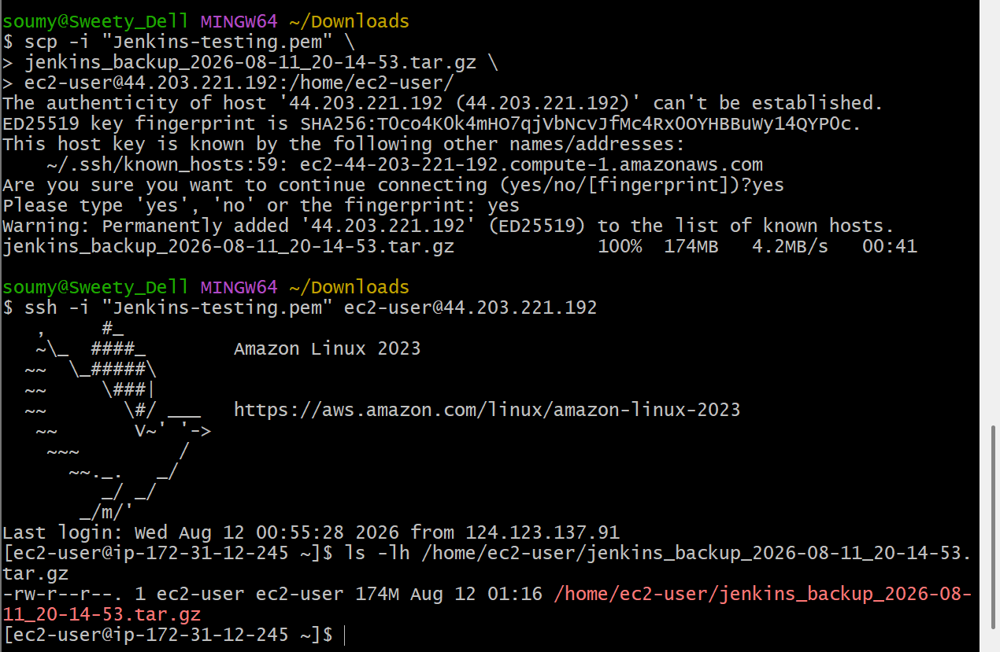 soumy@Sweety_Dell MINGW64 ~/Downloads
$ scp -i "Jenkins-testing.pem" \
> jenkins_backup_2026-08-11_20-14-53.tar.gz \
> ec2-user@44.203.221.192:/home/ec2-user/
The authenticity of host '44.203.221.192 (44.203.221.192)' can't be established.
ED25519 key fingerprint is SHA256:T0co4K0k4mHO7qjVbNcvJfMc4Rx0OYHBBuWy14QYP0c.
This host key is known by the following other names/addresses:
    ~/.ssh/known_hosts:59: ec2-44-203-221-192.compute-1.amazonaws.com
Are you sure you want to continue connecting (yes/no/[fingerprint])?yes
Please type 'yes', 'no' or the fingerprint: yes
Warning: Permanently added '44.203.221.192' (ED25519) to the list of known hosts.
jenkins_backup_2026-08-11_20-14-53.tar.gz             100%  174MB   4.2MB/s   00:41
soumy@Sweety_Dell MINGW64 ~/Downloads
$ ssh -i "Jenkins-testing.pem" ec2-user@44.203.221.192
   ,     #_
   ~\_  ####_        Amazon Linux 2023
  ~~  \_#####\
  ~~     \###|
  ~~       \#/ ___   https://aws.amazon.com/linux/amazon-linux-2023
   ~~       V~' '->
    ~~~         /
      ~~._.   _/
         _/ _/
       _/m/'
Last login: Wed Aug 12 00:55:28 2026 from 124.123.137.91
[ec2-user@ip-172-31-12-245 ~]$ ls -lh /home/ec2-user/jenkins_backup_2026-08-11_20-14-53.
tar.gz
-rw-r--r--. 1 ec2-user ec2-user 174M Aug 12 01:16 /home/ec2-user/jenkins_backup_2026-08-
11_20-14-53.tar.gz
[ec2-user@ip-172-31-12-245 ~]$